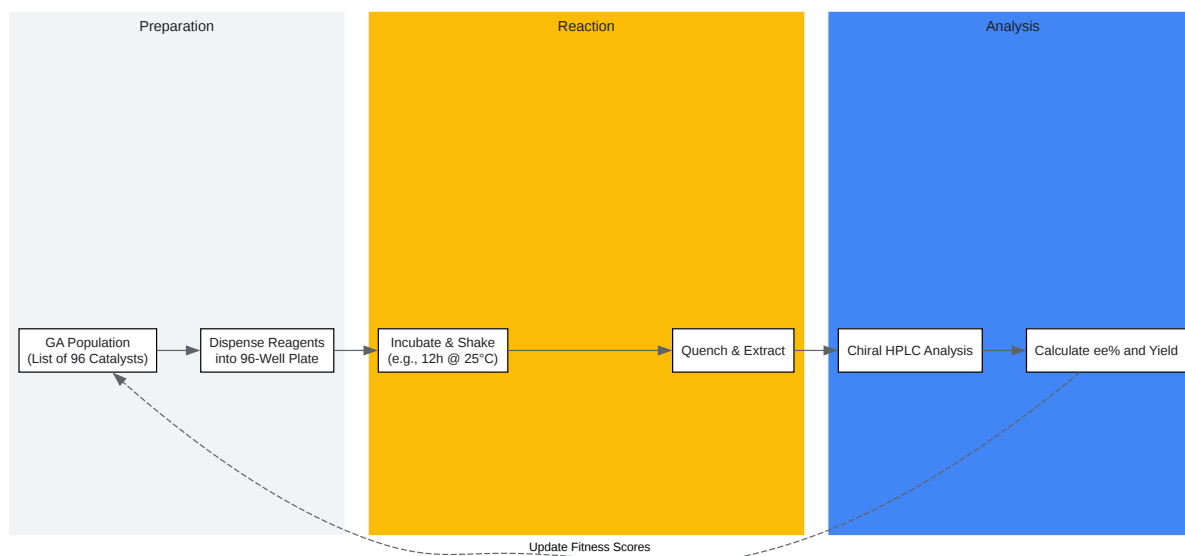 Preparation
Reaction
Analysis
GA Population
(List of 96 Catalysts)
Dispense Reagents
into 96-Well Plate
Incubate & Shake
(e.g., 12h @ 25°C)
Quench & Extract
Chiral HPLC Analysis
Calculate ee% and Yield
Update Fitness Scores